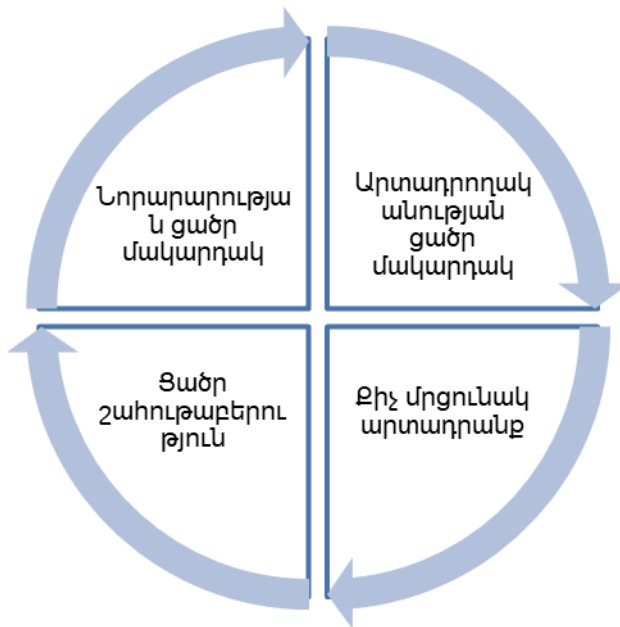 Նորարարությա
ն ցածր
մակարդակ
Արտադրողակ
անության
ցածր
մակարդակ
Ցածր
շահութաբերու
թյուն
Քիչ մրցունակ
արտադրանք